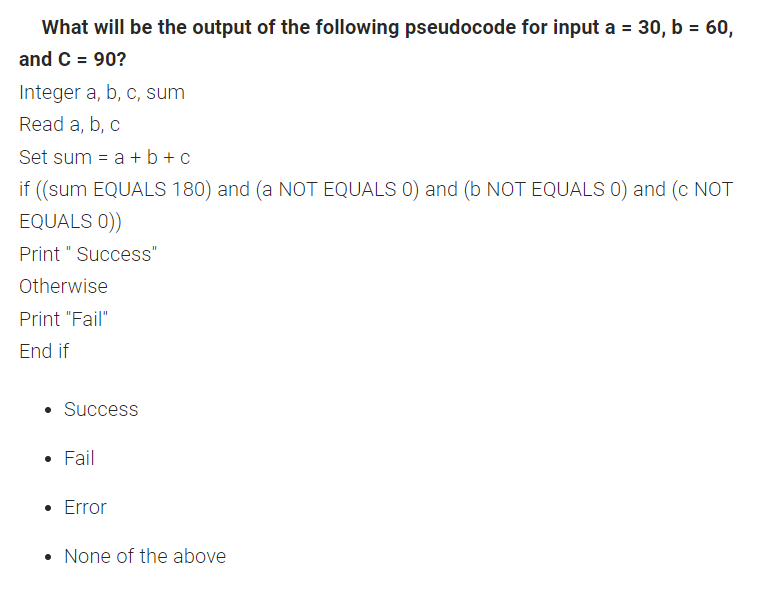 What will be the output of the following pseudocode for input a = 30, b = 60,
and C = 90?
Integer a, b, c, sum
Read a, b, c
Set sum = a + b + c
if ((sum EQUALS 180) and (a NOT EQUALS 0) and (b NOT EQUALS 0) and (c NOT
EQUALS 0))
Print " Success"
Otherwise
Print "Fail"
End if
• Success
• Fail
• Error
• None of the above